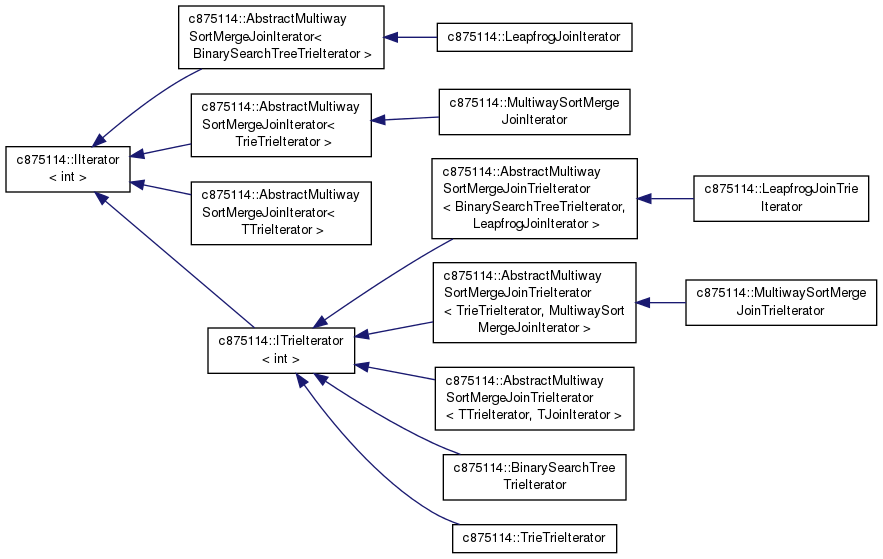 c875114::AbstractMultiway
SortMergeJoinIterator<
BinarySearchTreeTrieIterator >
c875114::LeapfrogJoinIterator
c875114::AbstractMultiway
SortMergeJoinIterator<
TrieTrieIterator >
c875114::MultiwaySortMerge
JoinIterator
c875114::IIterator
< int >
c875114::AbstractMultiway
SortMergeJoinIterator<
TTrieIterator >
c875114::AbstractMultiway
SortMergeJoinTrieIterator
< BinarySearchTreeTrieIterator,
LeapfrogJoinIterator >
c875114::LeapfrogJoinTrie
Iterator
c875114::AbstractMultiway
SortMergeJoinTrieIterator
< TrieTrieIterator, MultiwaySort
MergeJoinIterator >
c875114::MultiwaySortMerge
JoinTrieIterator
c875114::ITrieIterator
< int >
c875114::AbstractMultiway
SortMergeJoinTrieIterator
< TTrieIterator, TJoinIterator >
c875114::BinarySearchTree
TrieIterator
c875114::TrieTrieIterator